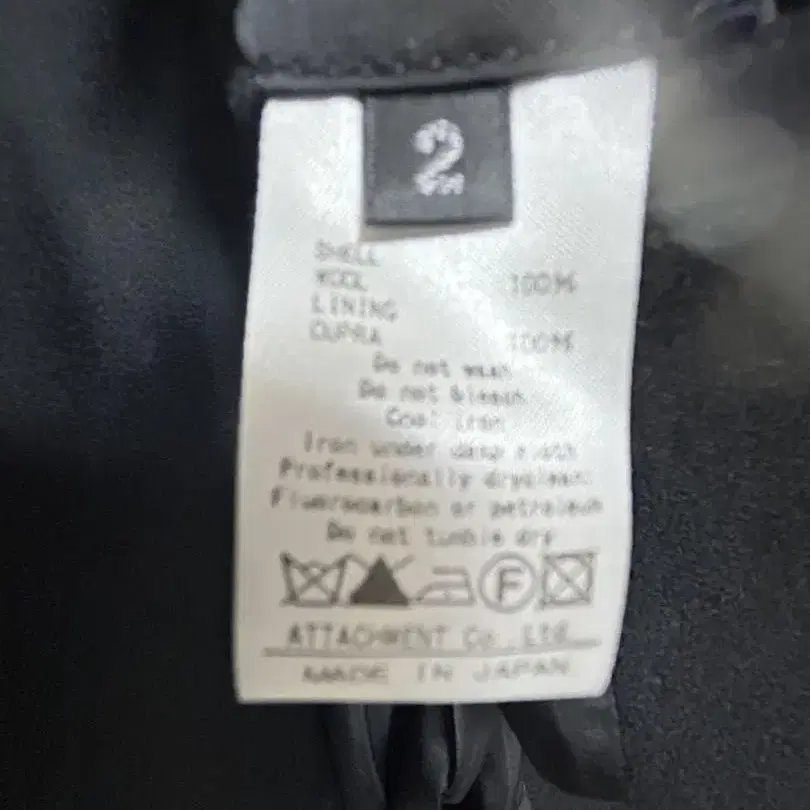 2
SHELL
WOOL 100%
LINING
CUPRA 100%
Do not wash
Do not bleach
Cool iron
Iron under damp cloth
Professionally dryclean:
Fluorocarbon or petroleum
Do not tumble dry
F
ATTACHMENT Co.,Ltd.
MADE IN JAPAN